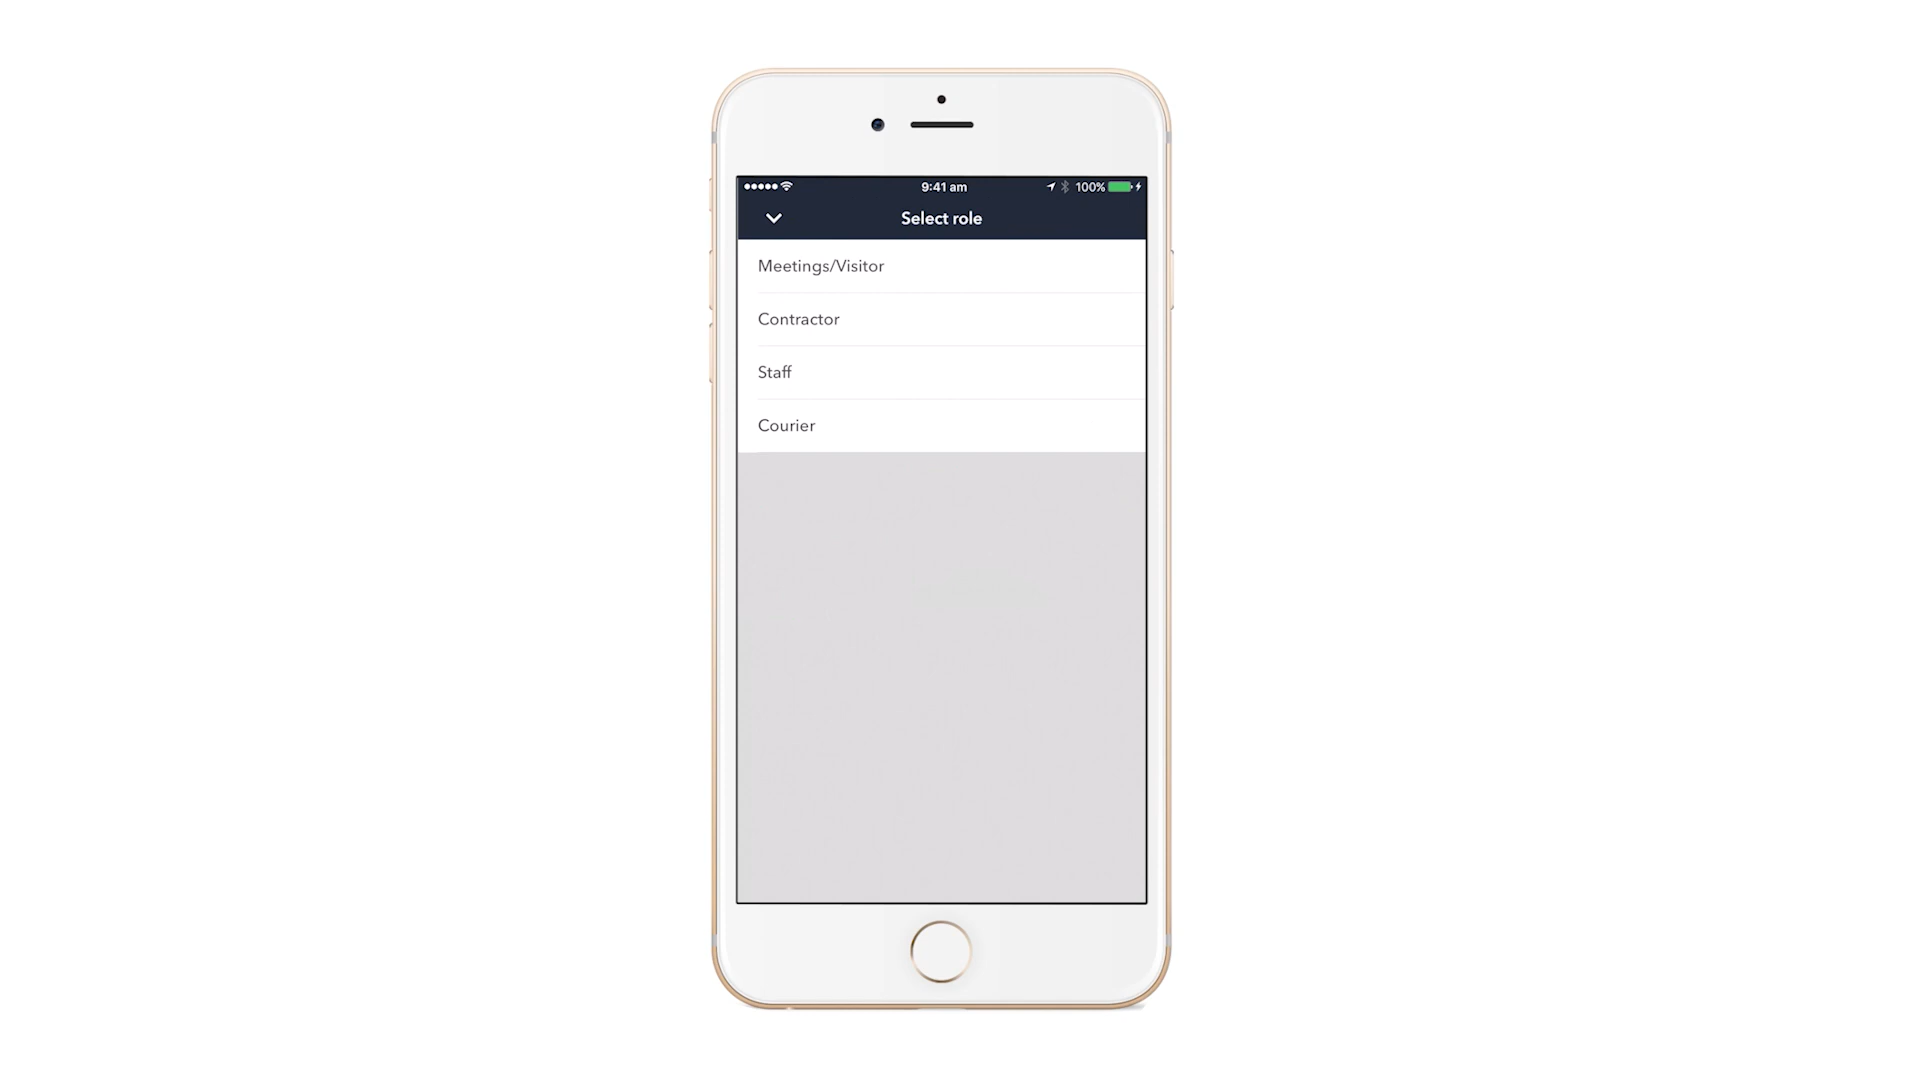 9:41 am
100%
Select role
Meetings/Visitor
Contractor
Staff
Courier